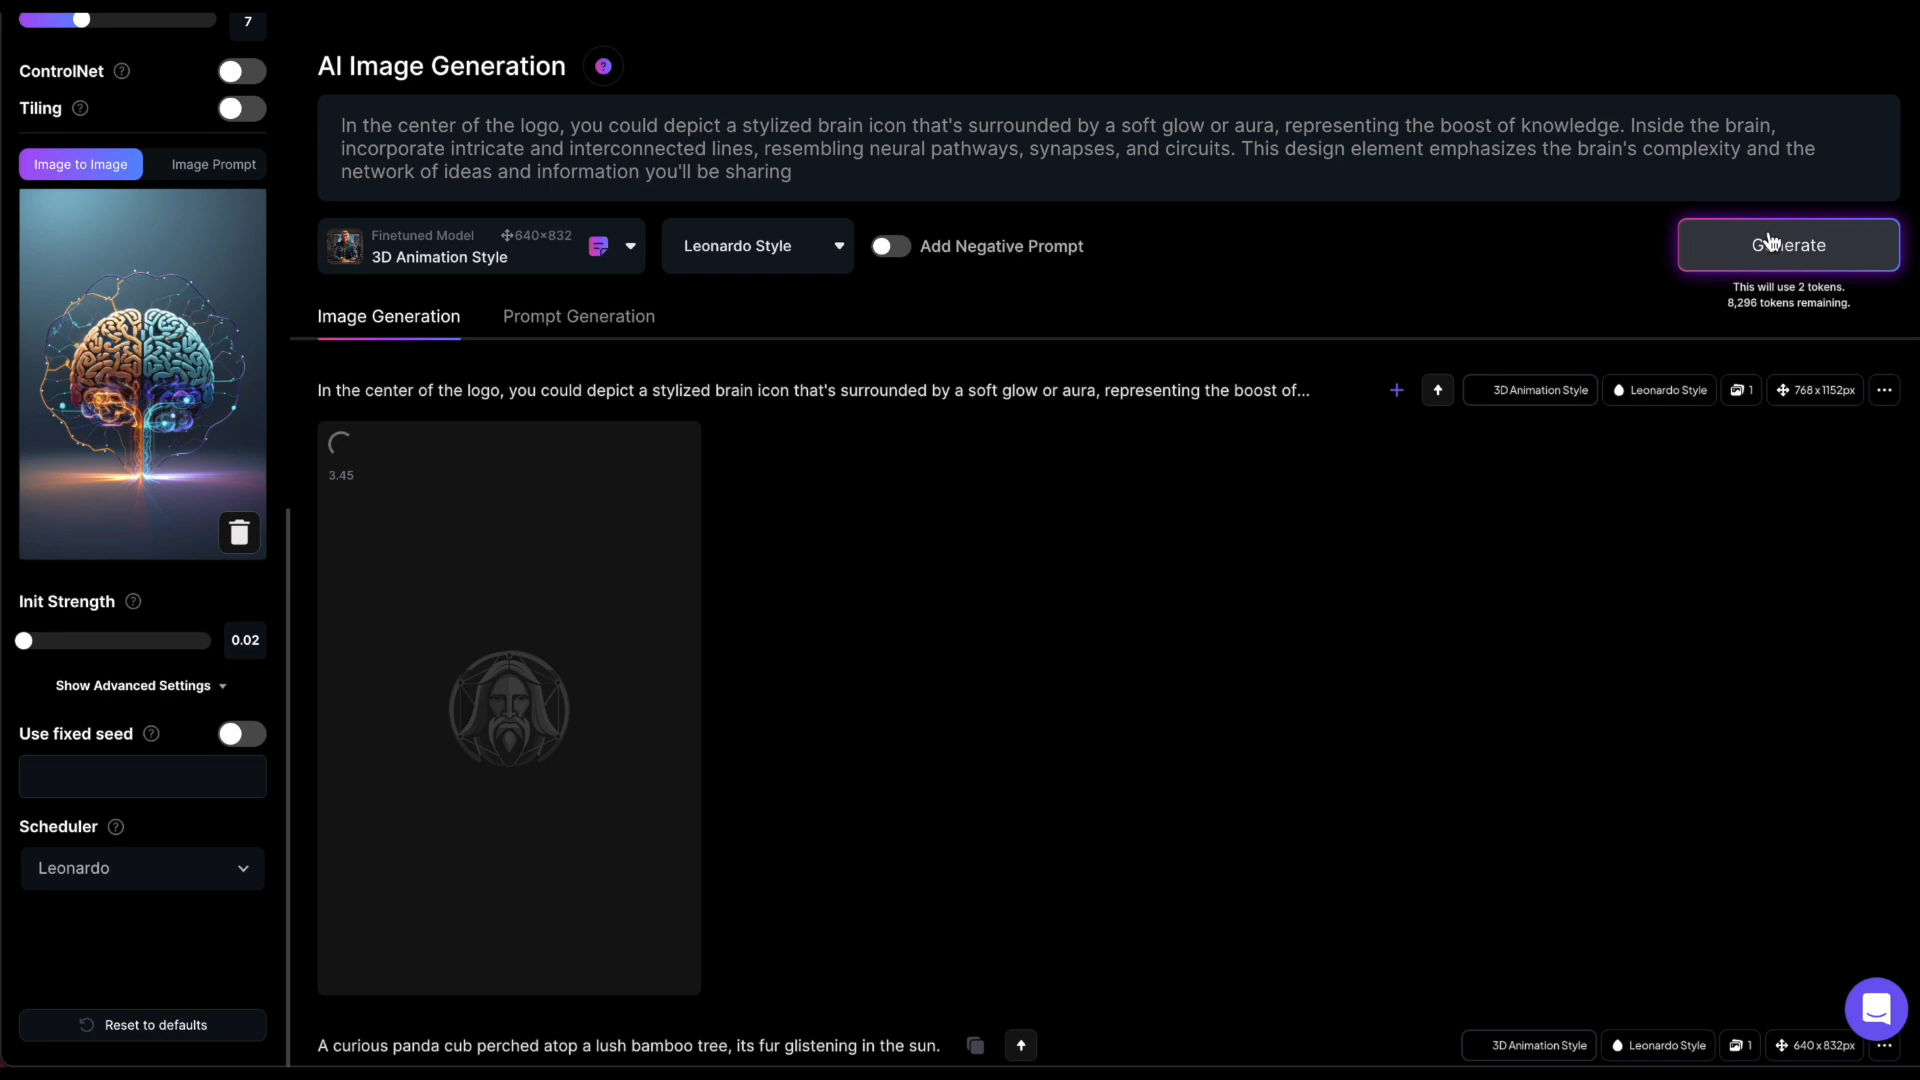 7
ControlNet
Tiling
Image to Image
Image Prompt
Init Strength
0.02
Show Advanced Settings
Use fixed seed
Scheduler
Leonardo
Reset to defaults
AI Image Generation
In the center of the logo, you could depict a stylized brain icon that's surrounded by a soft glow or aura, representing the boost of knowledge. Inside the brain,
incorporate intricate and interconnected lines, resembling neural pathways, synapses, and circuits. This design element emphasizes the brain's complexity and the
network of ideas and information you'll be sharing
Finetuned Model 640×832
3D Animation Style
Leonardo Style
Add Negative Prompt
Generate
This will use 2 tokens.
8,296 tokens remaining.
Image Generation
Prompt Generation
In the center of the logo, you could depict a stylized brain icon that's surrounded by a soft glow or aura, representing the boost of...
3D Animation Style
Leonardo Style
1
768 x 1152px
3.45
A curious panda cub perched atop a lush bamboo tree, its fur glistening in the sun.
3D Animation Style
Leonardo Style
1
640 x 832px